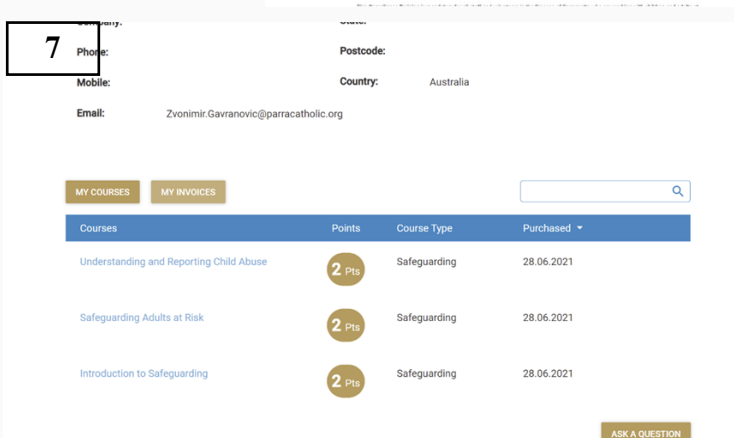 Company:
State:
7
Phone:
Postcode:
Mobile:
Country: Australia
Email: Zvonimir.Gavranovic@parracatholic.org
MY COURSES MY INVOICES
Courses Points Course Type Purchased
Understanding and Reporting Child Abuse 2 Pts Safeguarding 28.06.2021
Safeguarding Adults at Risk 2 Pts Safeguarding 28.06.2021
Introduction to Safeguarding 2 Pts Safeguarding 28.06.2021
ASK A QUESTION